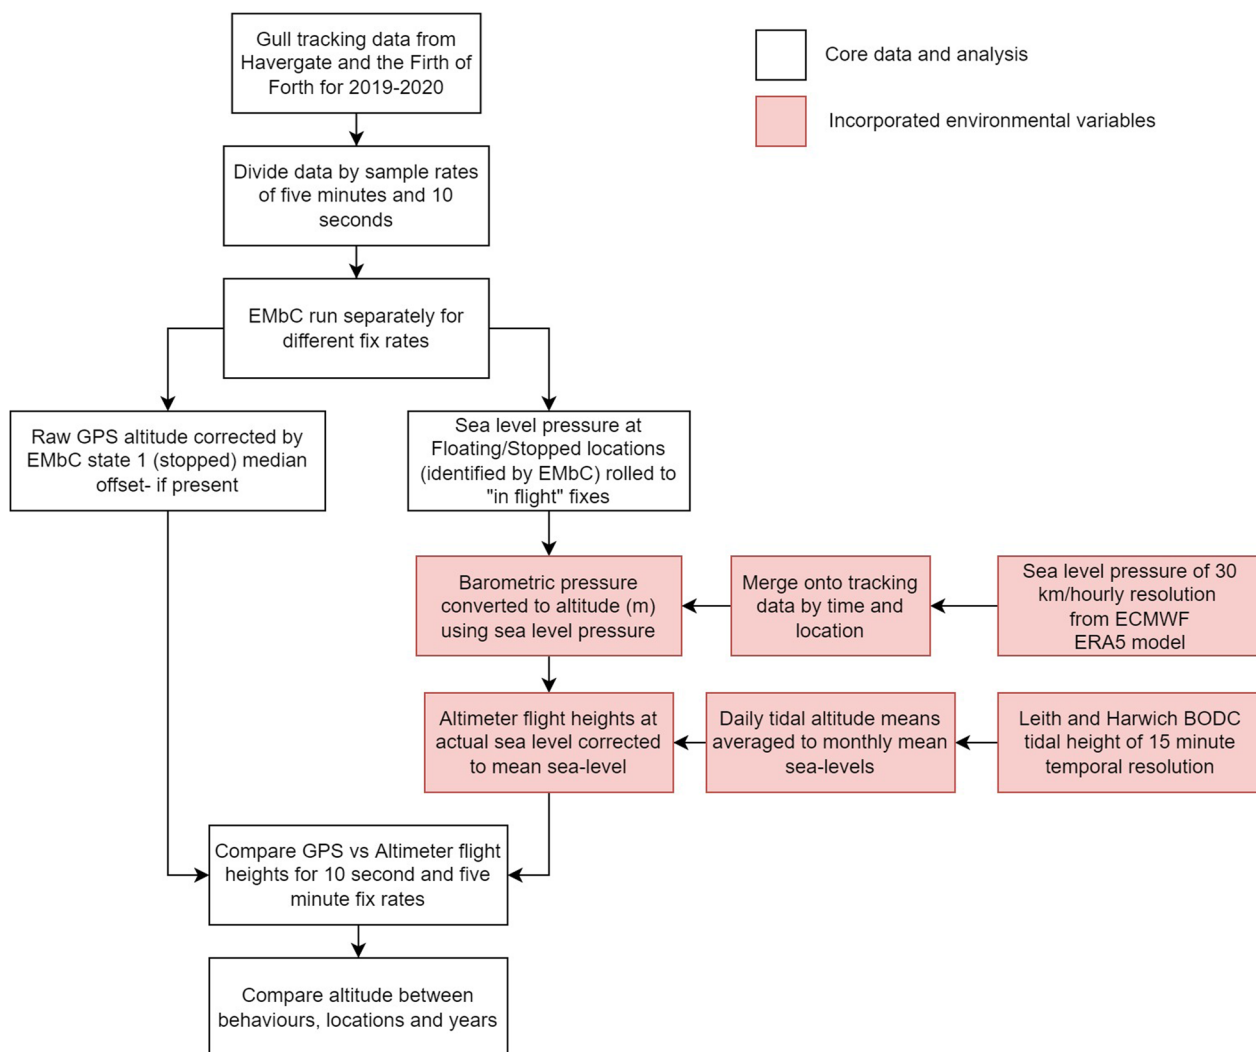 Gull tracking data from
Havergate and the Firth of
Forth for 2019-2020
Core data and analysis
Incorporated environmental variables
Divide data by sample rates
of five minutes and 10
seconds
EMbC run separately for
different fix rates
Raw GPS altitude corrected by
EMbC state 1 (stopped) median
offset- if present
Sea level pressure at
Floating/Stopped locations
(identified by EMbC) rolled to
"in flight" fixes
Barometric pressure
converted to altitude (m)
using sea level pressure
Merge onto tracking
data by time and
location
Sea level pressure of 30
km/hourly resolution
from ECMWF
ERA5 model
Altimeter flight heights at
actual sea level corrected
to mean sea-level
Daily tidal altitude means
averaged to monthly mean
sea-levels
Leith and Harwich BODC
tidal height of 15 minute
temporal resolution
Compare GPS vs Altimeter flight
heights for 10 second and five
minute fix rates
Compare altitude between
behaviours, locations and years